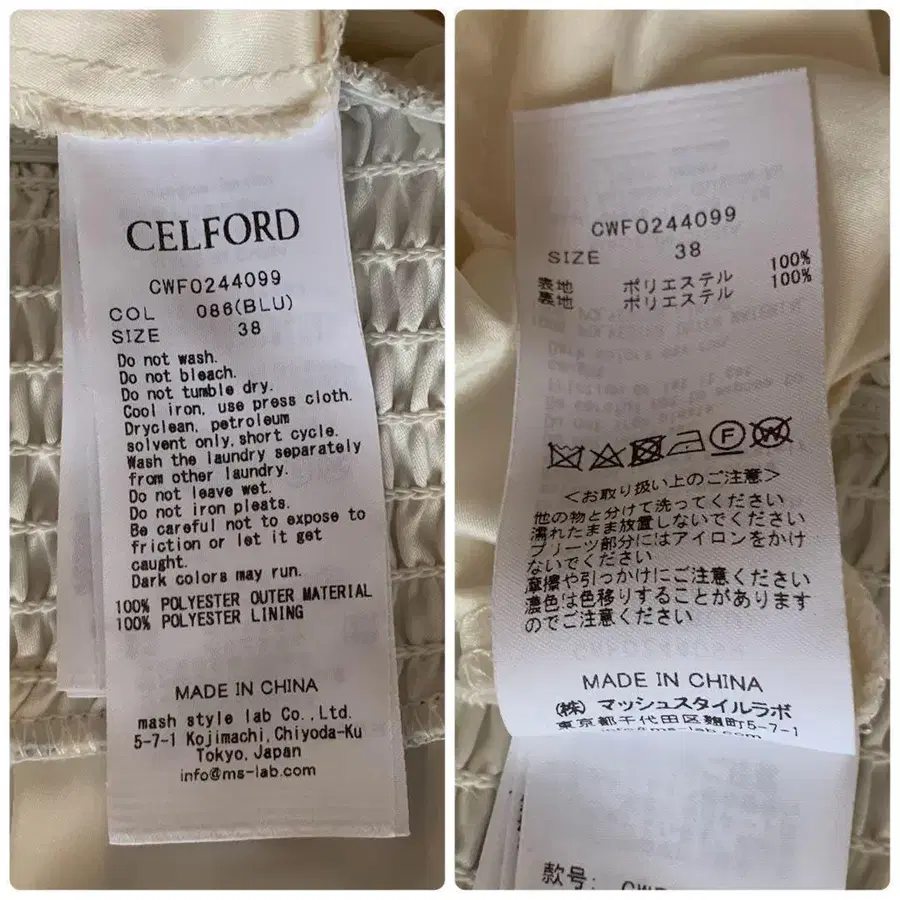 CELFORD
CWFO244099
COL 086(BLU)
SIZE 38
Do not wash.
Do not bleach.
Do not tumble dry.
Cool iron, use press cloth.
Dryclean, petroleum
solvent only, short cycle.
Wash the laundry separately
from other laundry.
Do not leave wet.
Do not iron pleats.
Be careful not to expose to
friction or let it get
caught.
Dark colors may run.
100% POLYESTER OUTER MATERIAL
100% POLYESTER LINING
MADE IN CHINA
mash style lab Co.,Ltd.
5-7-1 Kojimachi,Chiyoda-Ku
Tokyo,Japan
info@ms-lab.com
CWFO244099
SIZE 38
表地 ポリエステル 100%
裏地 ポリエステル 100%
F
W
<お取り扱い上のご注意>
他の物と分けて洗ってください
濡れたまま放置しないでください
プリーツ部分にはアイロンをかけ
ないでください
摩擦や引っかけにご注意ください
濃色は色移りすることがあります
のでご注意ください
MADE IN CHINA
(株) マッシュスタイルラボ
東京都千代田区麹町5-7-1
info@ms-lab.com
款号: